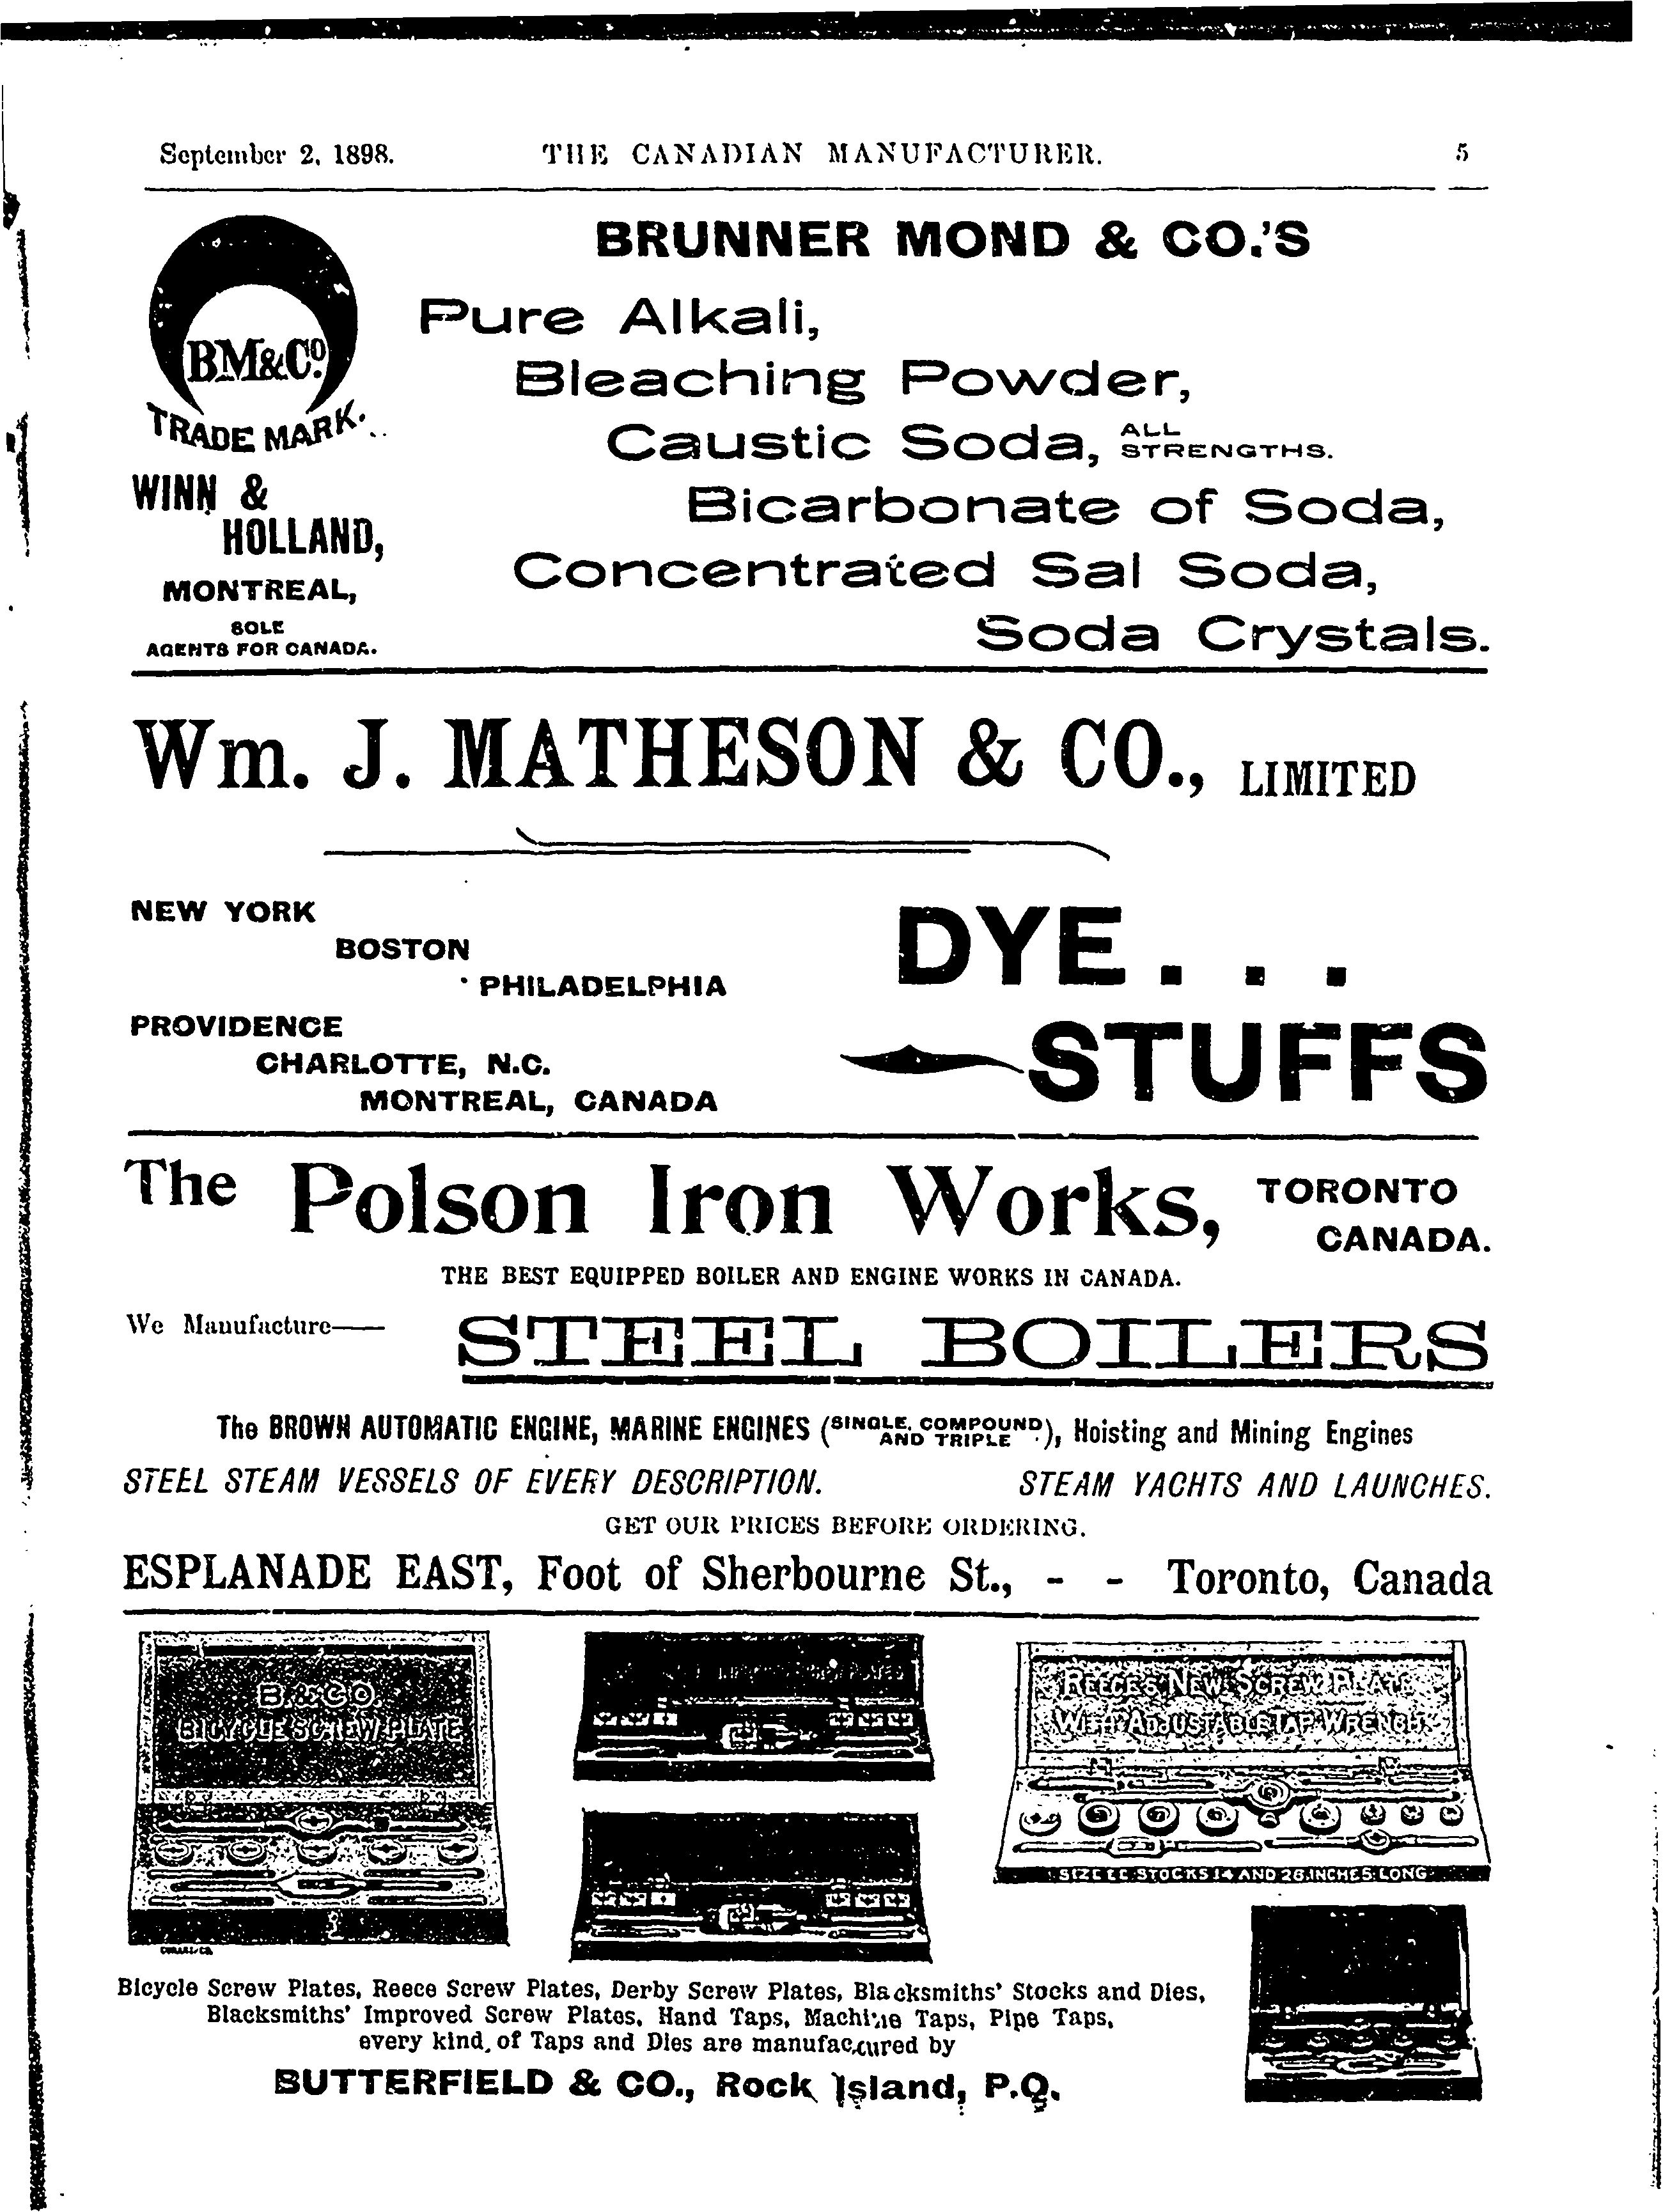 September 2, 1898. THE CANADIAN MANUFACTURER. 5
BM&Co.
TRADE MARK.
WINN &
HOLLAND,
MONTREAL,
SOLE
AGENTS FOR CANADA.
BRUNNER MOND & CO.'S
Pure Alkali,
Bleaching Powder,
Caustic Soda, ALL STRENGTHS.
Bicarbonate of Soda,
Concentrated Sal Soda,
Soda Crystals.
Wm. J. MATHESON & CO., LIMITED
NEW YORK
BOSTON
PHILADELPHIA
PROVIDENCE
CHARLOTTE, N.C.
MONTREAL, CANADA
DYE...
STUFFS
The Polson Iron Works, TORONTO
CANADA.
THE BEST EQUIPPED BOILER AND ENGINE WORKS IN CANADA.
We Manufacture— STEEL BOILERS
The BROWN AUTOMATIC ENGINE, MARINE ENGINES (SINGLE, COMPOUND AND TRIPLE.), Hoisting and Mining Engines
STEEL STEAM VESSELS OF EVERY DESCRIPTION. STEAM YACHTS AND LAUNCHES.
GET OUR PRICES BEFORE ORDERING.
ESPLANADE EAST, Foot of Sherbourne St., - - Toronto, Canada
B. & CO.
BICYCLE SCREW PLATE
REECE'S NEW SCREW PLATE
WITH ADJUSTABLE TAP WRENCH
SIZE EE STOCKS 14 AND 26 INCHES LONG
Bicycle Screw Plates, Reece Screw Plates, Derby Screw Plates, Blacksmiths' Stocks and Dies,
Blacksmiths' Improved Screw Plates, Hand Taps, Machine Taps, Pipe Taps,
every kind of Taps and Dies are manufactured by
BUTTERFIELD & CO., Rock Island, P.Q.